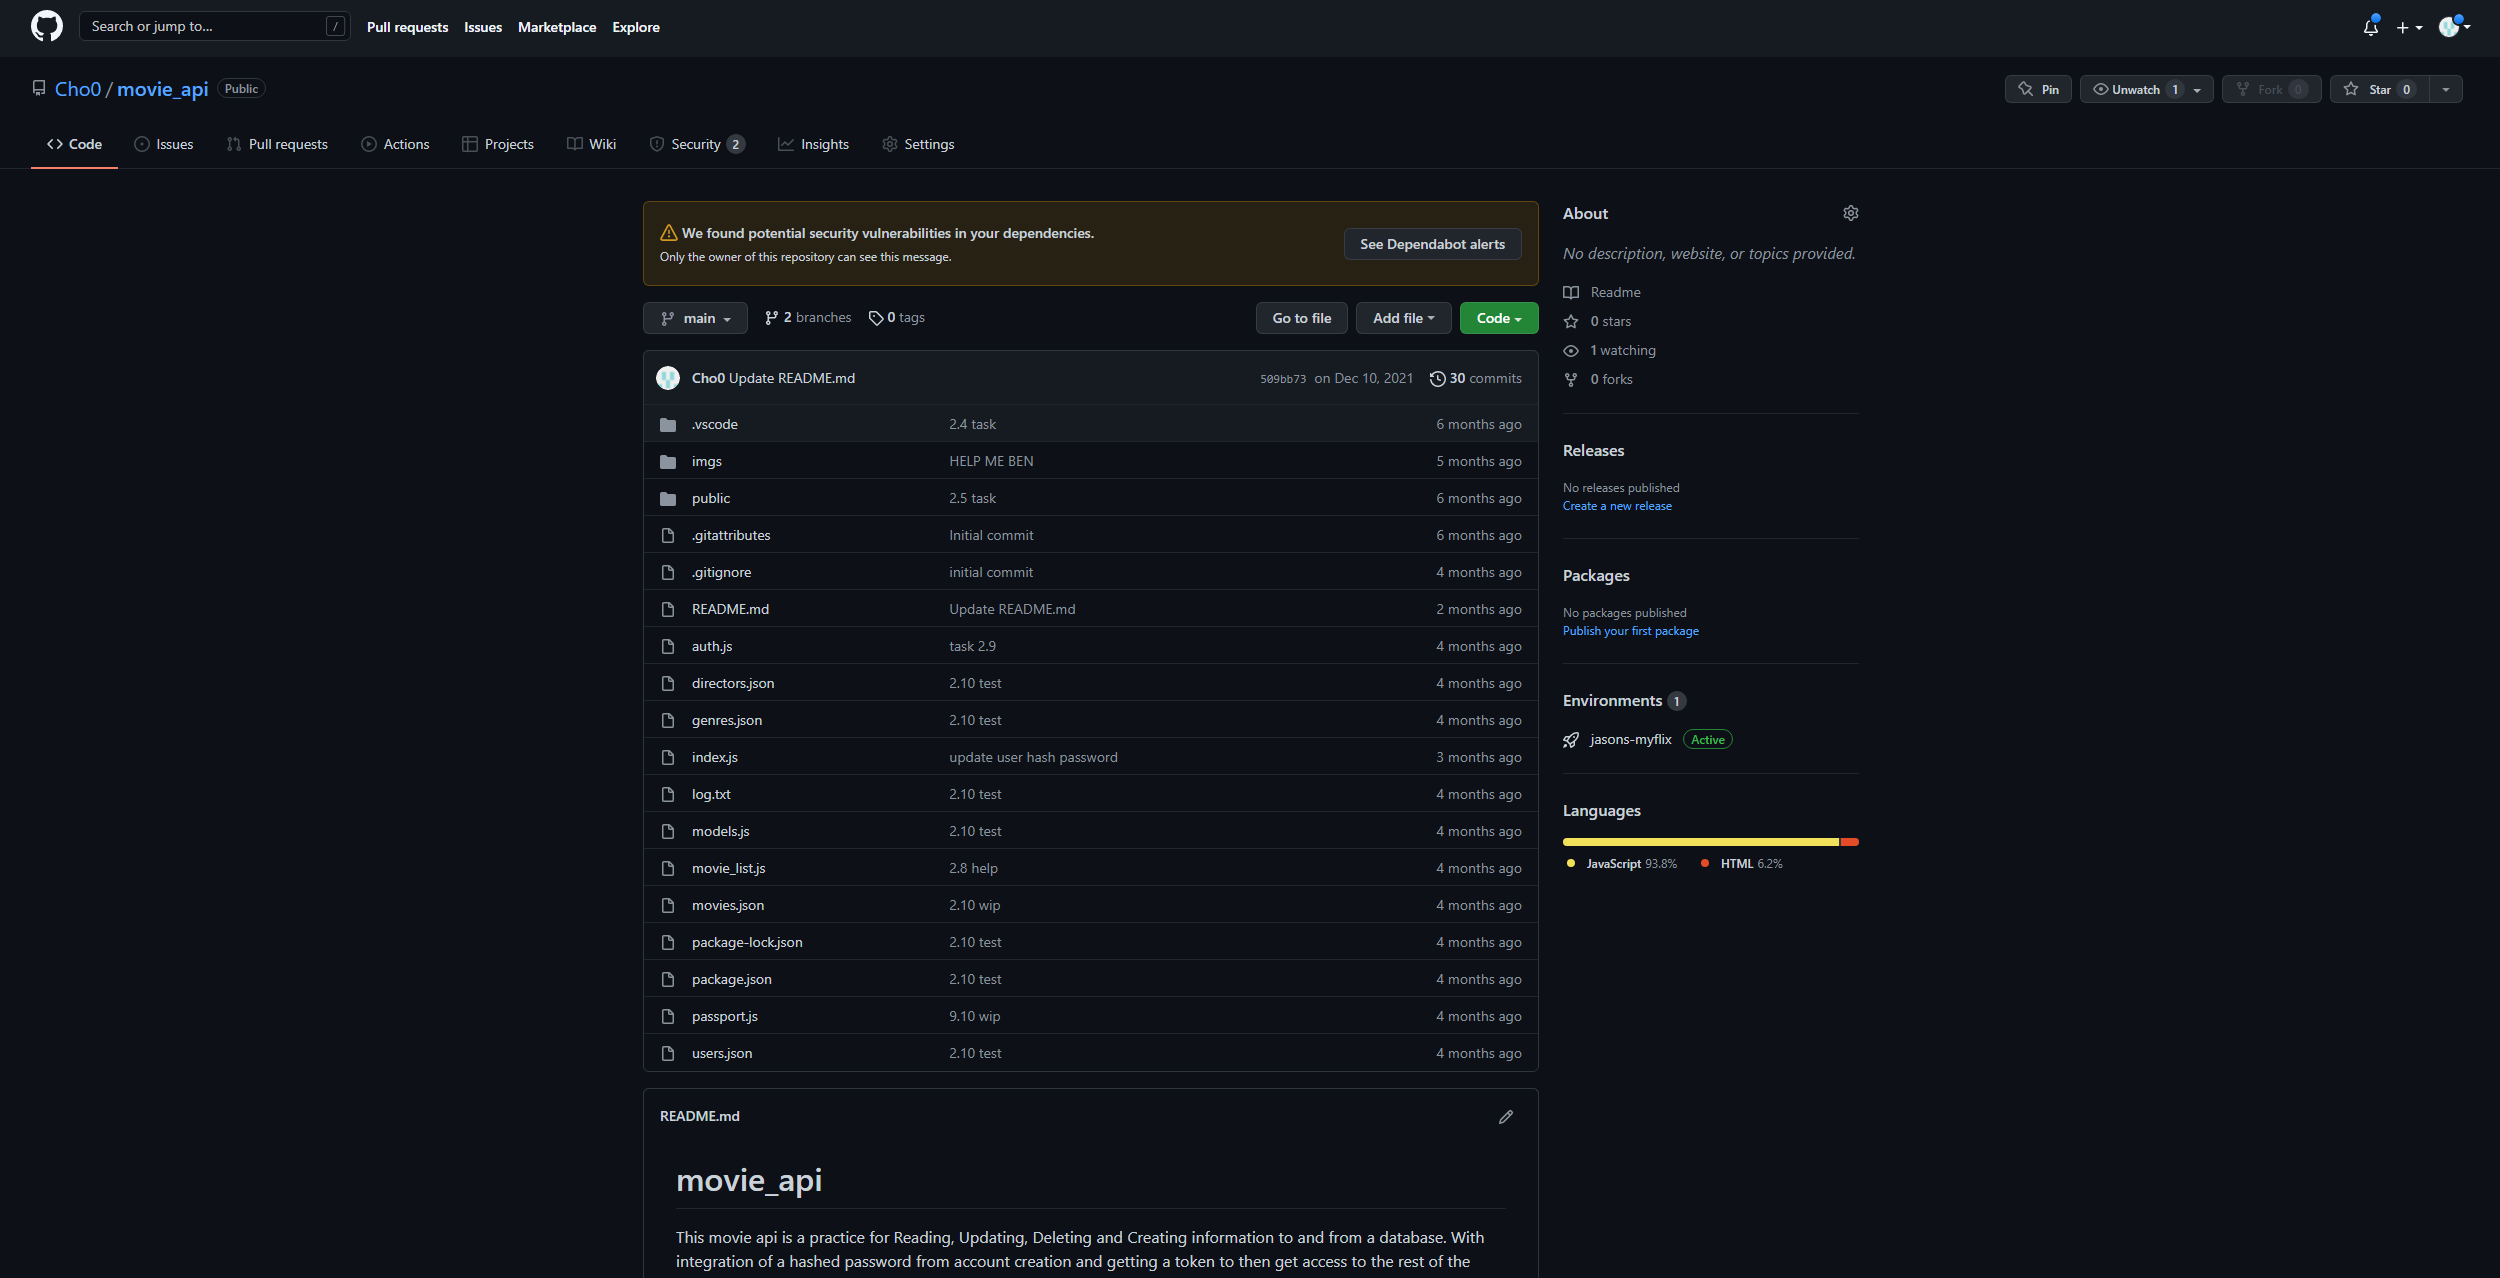 Search or jump to... /
Pull requests Issues Marketplace Explore
Cho0 / movie_api Public
Pin Unwatch 1 Fork 0 Star 0
Code Issues Pull requests Actions Projects Wiki Security 2 Insights Settings
We found potential security vulnerabilities in your dependencies.
Only the owner of this repository can see this message.
See Dependabot alerts
main 2 branches 0 tags Go to file Add file Code
Cho0 Update README.md 509bb73 on Dec 10, 2021 30 commits
.vscode 2.4 task 6 months ago
imgs HELP ME BEN 5 months ago
public 2.5 task 6 months ago
.gitattributes Initial commit 6 months ago
.gitignore initial commit 4 months ago
README.md Update README.md 2 months ago
auth.js task 2.9 4 months ago
directors.json 2.10 test 4 months ago
genres.json 2.10 test 4 months ago
index.js update user hash password 3 months ago
log.txt 2.10 test 4 months ago
models.js 2.10 test 4 months ago
movie_list.js 2.8 help 4 months ago
movies.json 2.10 wip 4 months ago
package-lock.json 2.10 test 4 months ago
package.json 2.10 test 4 months ago
passport.js 9.10 wip 4 months ago
users.json 2.10 test 4 months ago
README.md
movie_api
This movie api is a practice for Reading, Updating, Deleting and Creating information to and from a database. With
integration of a hashed password from account creation and getting a token to then get access to the rest of the
About
No description, website, or topics provided.
Readme
0 stars
1 watching
0 forks
Releases
No releases published
Create a new release
Packages
No packages published
Publish your first package
Environments 1
jasons-myflix Active
Languages
JavaScript 93.8% HTML 6.2%